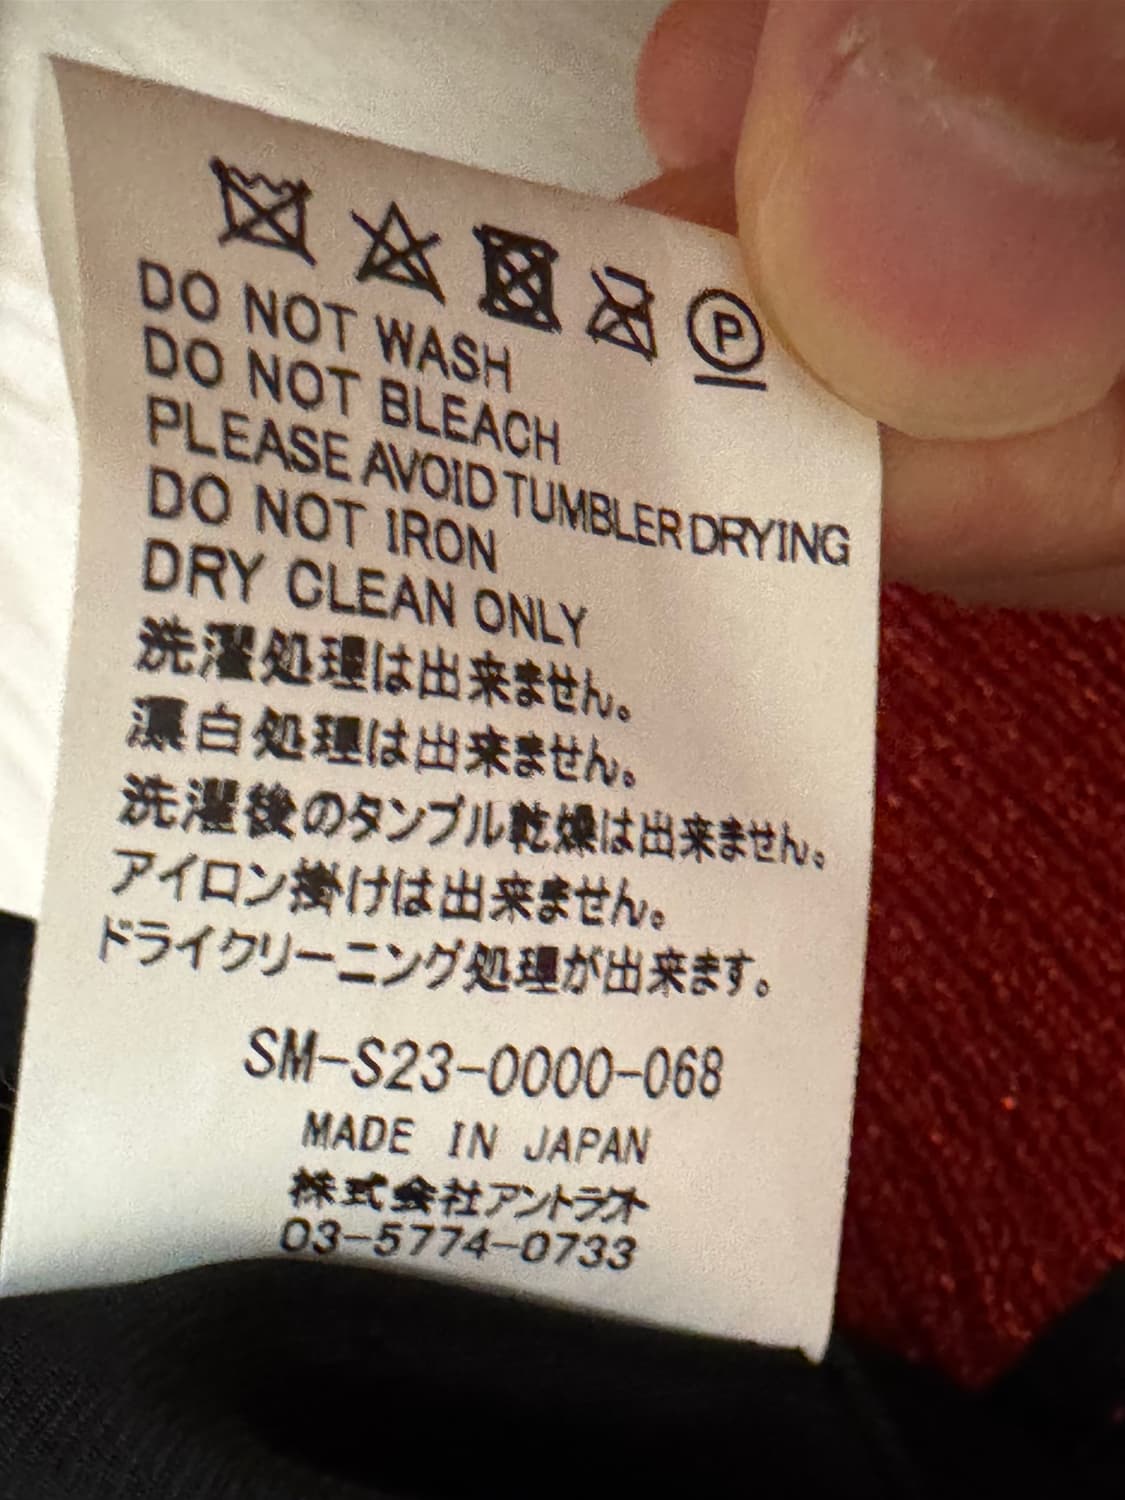 P
DO NOT WASH
DO NOT BLEACH
PLEASE AVOID TUMBLER DRYING
DO NOT IRON
DRY CLEAN ONLY
洗濯処理は出来ません。
漂白処理は出来ません。
洗濯後のタンブル乾燥は出来ません。
アイロン掛けは出来ません。
ドライクリーニング処理が出来ます。
SM-S23-0000-068
MADE IN JAPAN
株式会社アントラオ
03-5774-0733